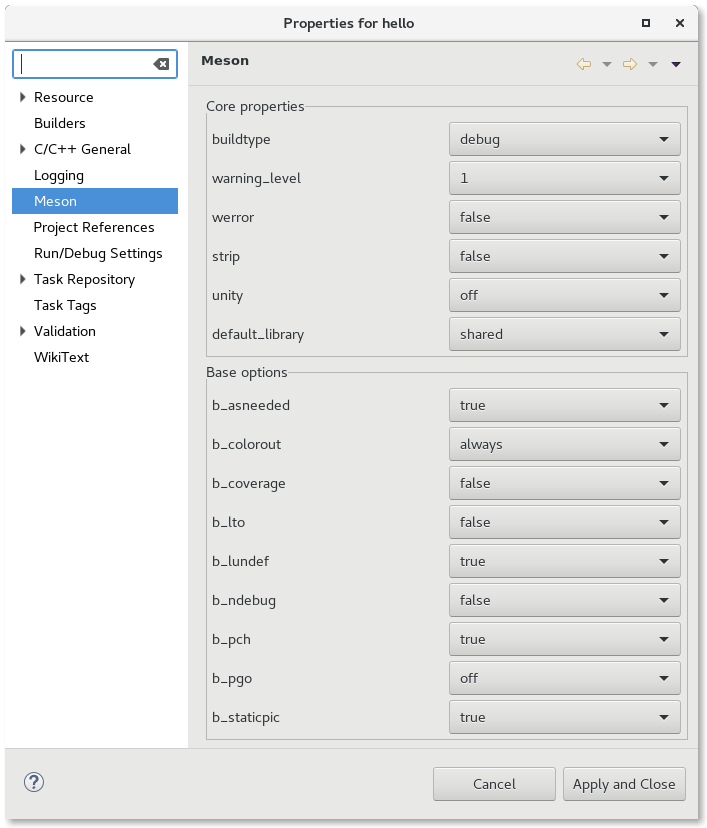 Properties for hello
Meson
Resource
Builders
C/C++ General
Logging
Meson
Project References
Run/Debug Settings
Task Repository
Task Tags
Validation
WikiText
Core properties
buildtype debug
warning_level 1
werror false
strip false
unity off
default_library shared
Base options
b_asneeded true
b_colorout always
b_coverage false
b_lto false
b_lundef true
b_ndebug false
b_pch true
b_pgo off
b_staticpic true
? Cancel Apply and Close